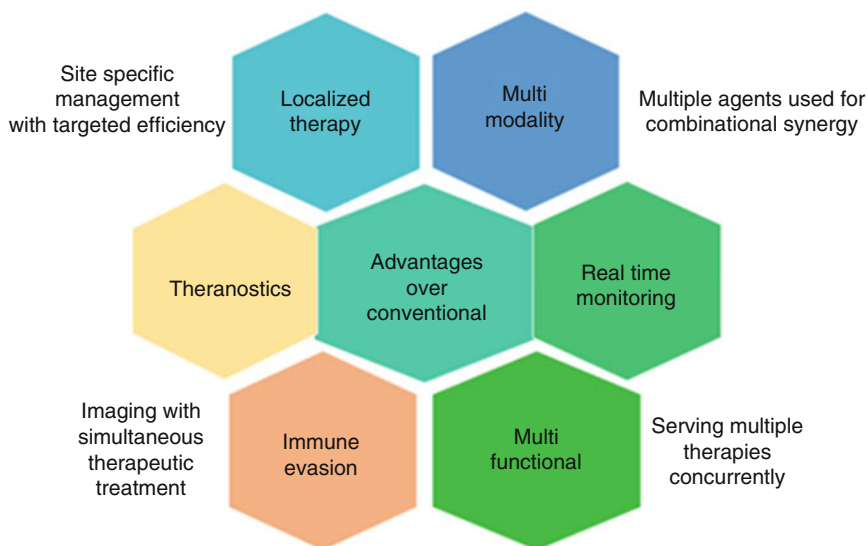 Site specific
management
with targeted efficiency
Localized
therapy
Multi
modality
Multiple agents used for
combinational synergy
Theranostics
Advantages
over
conventional
Real time
monitoring
Imaging with
simultaneous
therapeutic
treatment
Immune
evasion
Multi
functional
Serving multiple
therapies
concurrently